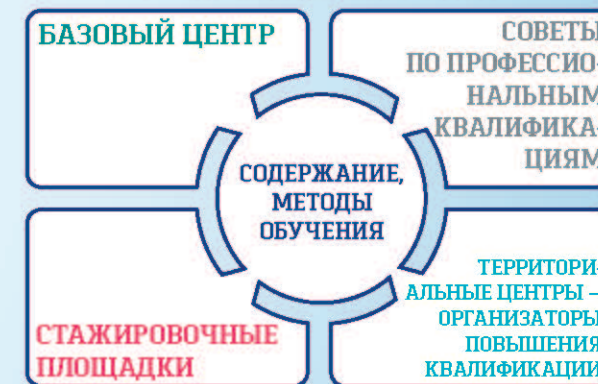 БАЗОВЫЙ ЦЕНТР
СОВЕТЫ
ПО ПРОФЕССИО-
НАЛЬНЫМ
КВАЛИФИКА-
ЦИЯМ
СОДЕРЖАНИЕ,
МЕТОДЫ
ОБУЧЕНИЯ
СТАЖИРОВОЧНЫЕ
ПЛОЩАДКИ
ТЕРРИТОРИ-
АЛЬНЫЕ ЦЕНТРЫ –
ОРГАНИЗАТОРЫ
ПОВЫШЕНИЯ
КВАЛИФИКАЦИИ